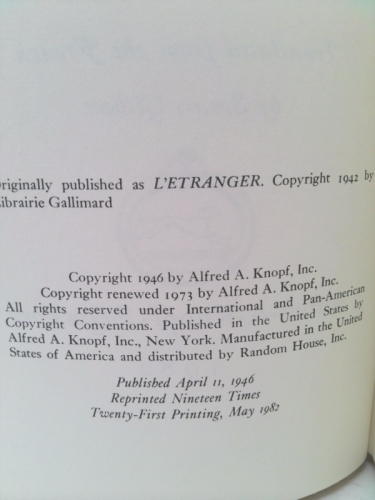 riginally published as L'ETRANGER. Copyright 1942 by
ibrairie Gallimard
Copyright 1946 by Alfred A. Knopf, Inc.
Copyright renewed 1973 by Alfred A. Knopf, Inc.
All rights reserved under International and Pan-American
Copyright Conventions. Published in the United States by
Alfred A. Knopf, Inc., New York. Manufactured in the United
States of America and distributed by Random House, Inc.
Published April 11, 1946
Reprinted Nineteen Times
Twenty-First Printing, May 1982